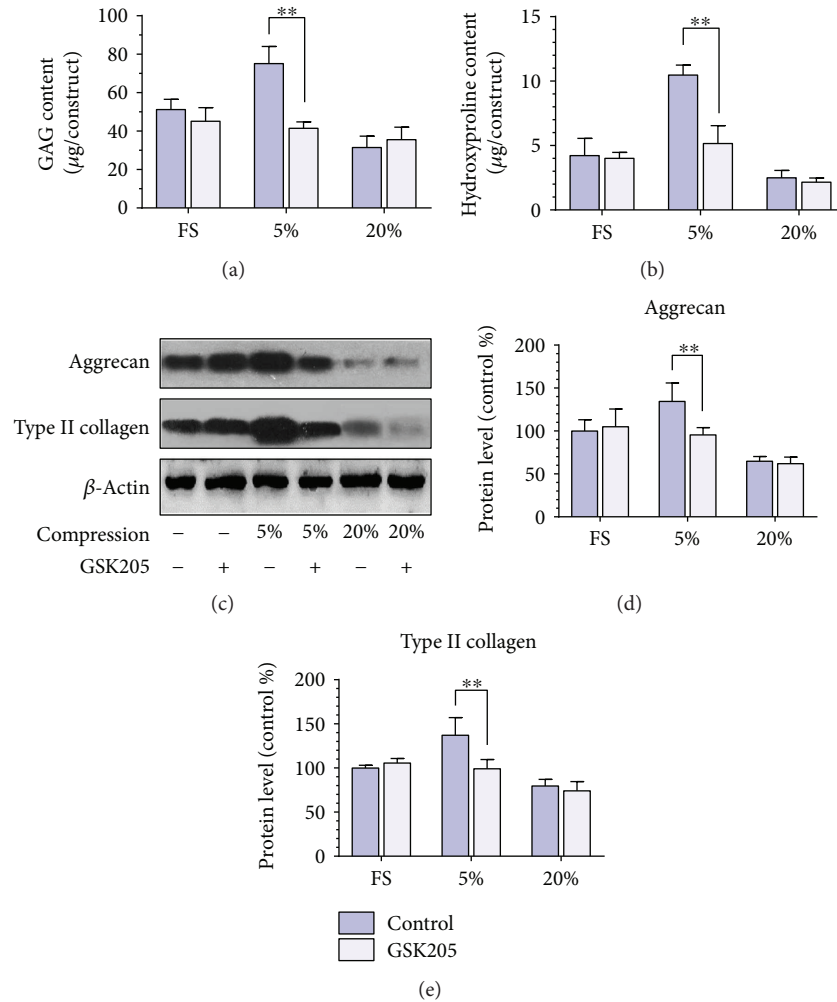 GAG content
(μg/construct)
100
80
60
40
20
0
**
FS
5%
20%
(a)
Hydroxyproline content
(μg/construct)
15
10
5
0
**
FS
5%
20%
(b)
Aggrecan
Type II collagen
β-Actin
Compression − − 5% 5% 20% 20%
GSK205 − + − + − +
(c)
Aggrecan
Protein level (control %)
200
150
100
50
0
**
FS
5%
20%
(d)
Type II collagen
Protein level (control %)
200
150
100
50
0
**
FS
5%
20%
Control
GSK205
(e)